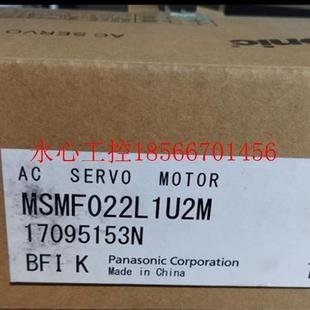 sonic
AC SERVO
永心工控18566701456
AC SERVO MOTOR
MSMF022L1U2M
17095153N
BFI K Panasonic Corporation
Made in China